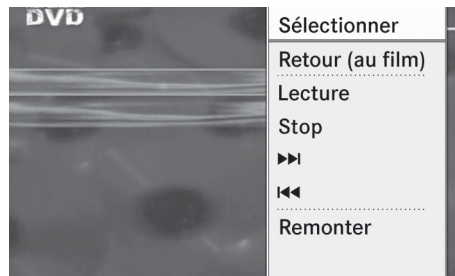 DVD
Sélectionner
Retour (au film)
Lecture
Stop
▶▶I
I◀◀
Remonter